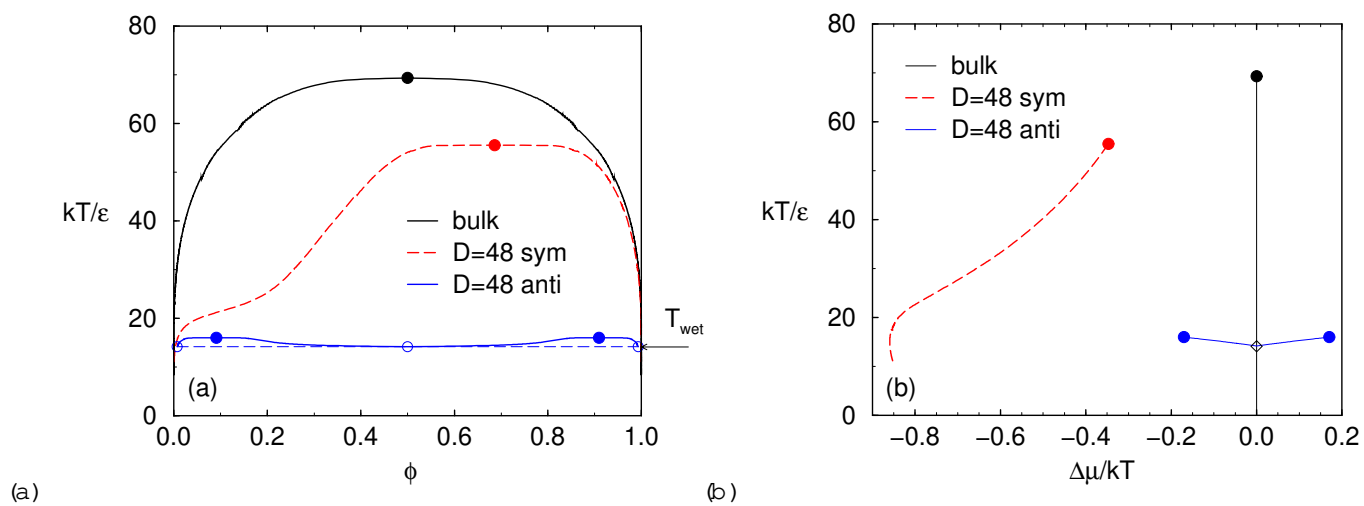 80
60
kT/ε
40
20
0
0.0 0.2 0.4 0.6 0.8 1.0
ϕ
bulk
D=48 sym
D=48 anti
T_wet
(a)
(a)
80
60
kT/ε
40
20
0
−0.8 −0.6 −0.4 −0.2 0.0 0.2
Δμ/kT
bulk
D=48 sym
D=48 anti
(b)
(b)